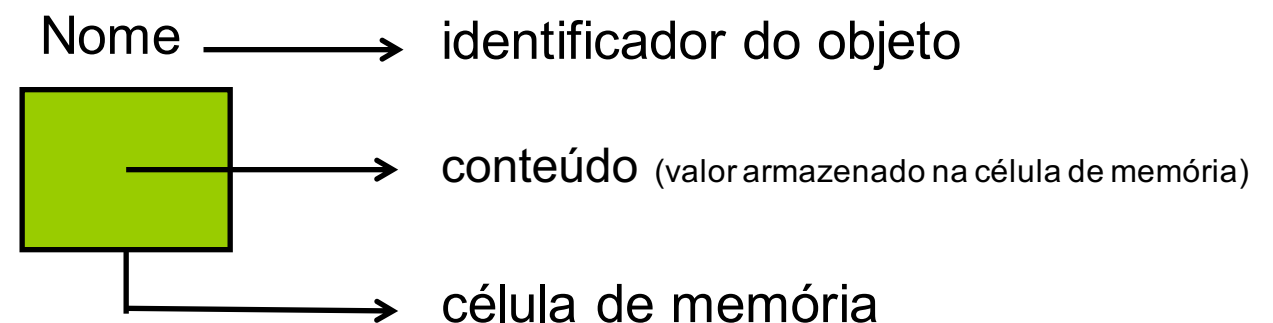 Nome identificador do objeto
conteúdo (valor armazenado na célula de memória)
célula de memória